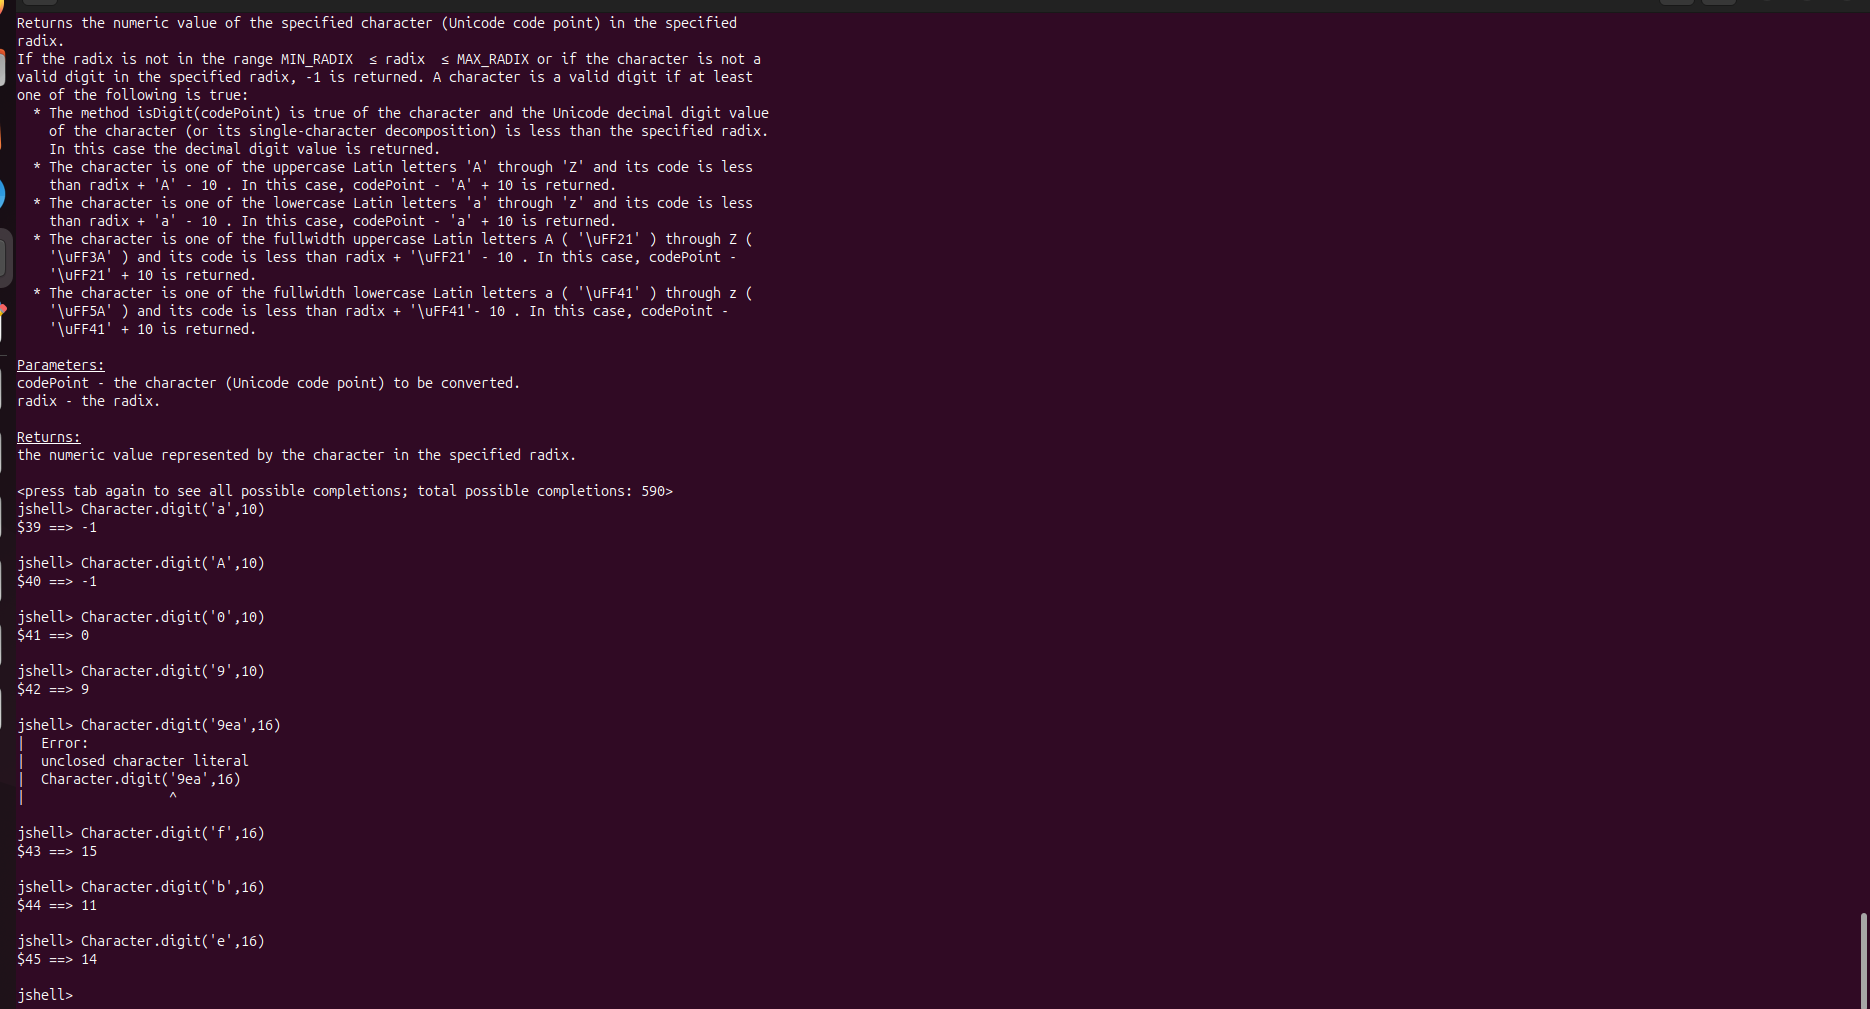 Returns the numeric value of the specified character (Unicode code point) in the specified
radix.
If the radix is not in the range MIN_RADIX  ≤ radix  ≤ MAX_RADIX or if the character is not a
valid digit in the specified radix, -1 is returned. A character is a valid digit if at least
one of the following is true:
  * The method isDigit(codePoint) is true of the character and the Unicode decimal digit value
    of the character (or its single-character decomposition) is less than the specified radix.
    In this case the decimal digit value is returned.
  * The character is one of the uppercase Latin letters 'A' through 'Z' and its code is less
    than radix + 'A' - 10 . In this case, codePoint - 'A' + 10 is returned.
  * The character is one of the lowercase Latin letters 'a' through 'z' and its code is less
    than radix + 'a' - 10 . In this case, codePoint - 'a' + 10 is returned.
  * The character is one of the fullwidth uppercase Latin letters A ( '\uFF21' ) through Z (
    '\uFF3A' ) and its code is less than radix + '\uFF21' - 10 . In this case, codePoint -
    '\uFF21' + 10 is returned.
  * The character is one of the fullwidth lowercase Latin letters a ( '\uFF41' ) through z (
    '\uFF5A' ) and its code is less than radix + '\uFF41'- 10 . In this case, codePoint -
    '\uFF41' + 10 is returned.

Parameters:
codePoint - the character (Unicode code point) to be converted.
radix - the radix.

Returns:
the numeric value represented by the character in the specified radix.

<press tab again to see all possible completions; total possible completions: 590>
jshell> Character.digit('a',10)
$39 ==> -1

jshell> Character.digit('A',10)
$40 ==> -1

jshell> Character.digit('0',10)
$41 ==> 0

jshell> Character.digit('9',10)
$42 ==> 9

jshell> Character.digit('9ea',16)
|  Error:
|  unclosed character literal
|  Character.digit('9ea',16)
|                  ^

jshell> Character.digit('f',16)
$43 ==> 15

jshell> Character.digit('b',16)
$44 ==> 11

jshell> Character.digit('e',16)
$45 ==> 14

jshell>